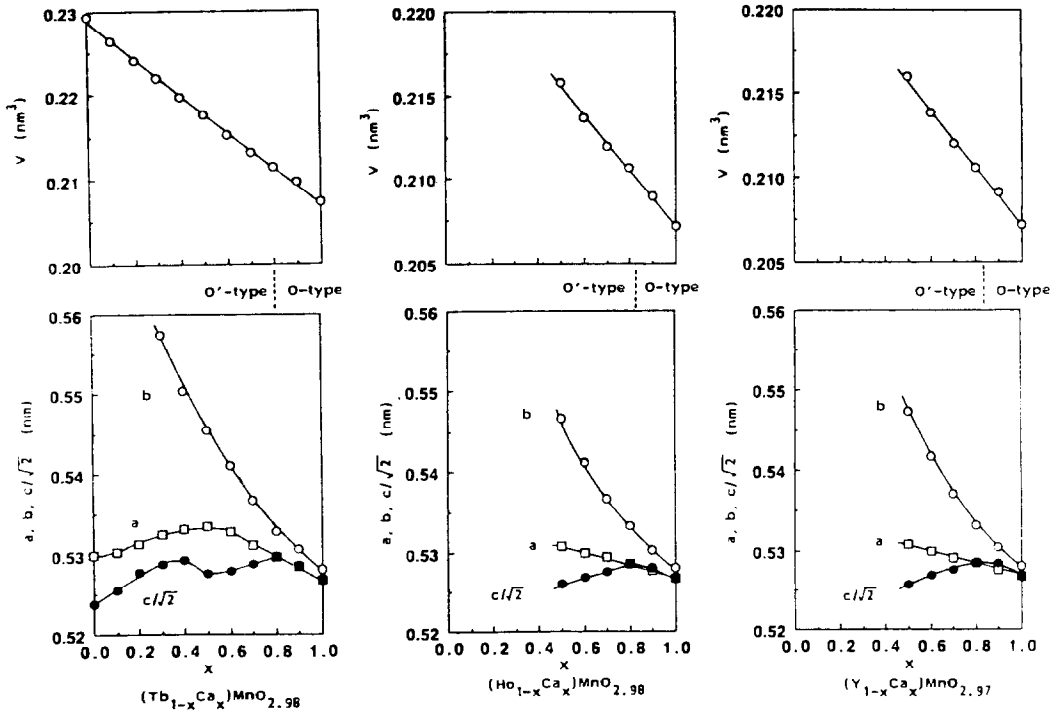 0.23
0.22
0.21
0.20
V (nm³)
0.220
0.215
0.210
0.205
V (nm³)
0.220
0.215
0.210
0.205
V (nm³)
O'-type O-type
O'-type O-type
O'-type O-type
0.56
0.55
0.54
0.53
0.52
a, b, c/√2 (nm)
b
a
c/√2
0.0 0.2 0.4 0.6 0.8 1.0
x
(Tb₁₋ₓCaₓ)MnO₂.₉₈
0.56
0.55
0.54
0.53
0.52
a, b, c/√2 (nm)
b
a
c/√2
0.0 0.2 0.4 0.6 0.8 1.0
x
(Ho₁₋ₓCaₓ)MnO₂.₉₈
0.56
0.55
0.54
0.53
0.52
a, b, c/√2 (nm)
b
a
c/√2
0.0 0.2 0.4 0.6 0.8 1.0
x
(Y₁₋ₓCaₓ)MnO₂.₉₇